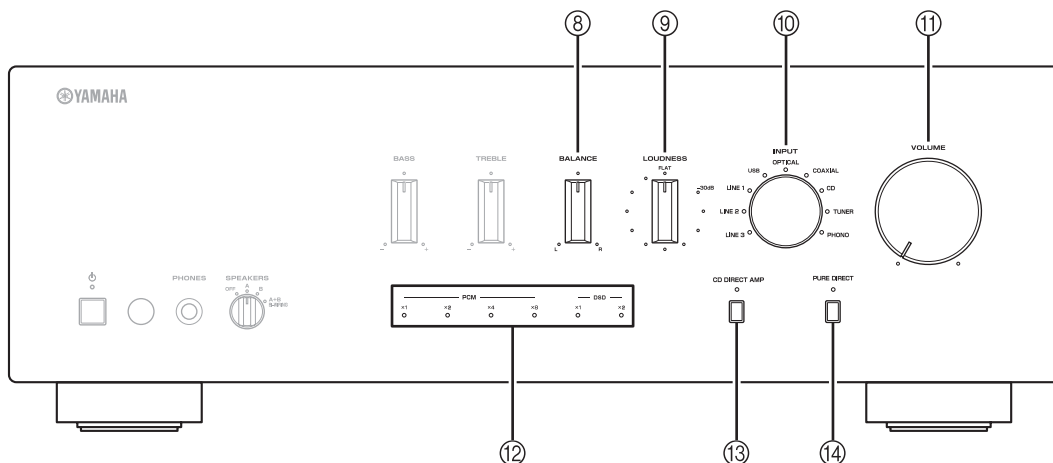 ⑧ ⑨ ⑩ ⑪
YAMAHA
BASS
TREBLE
BALANCE
LOUDNESS
FLAT
-30dB
INPUT
OPTICAL
USB
COAXIAL
LINE 1
CD
LINE 2
TUNER
LINE 3
PHONO
VOLUME
- +
- +
L R
PHONES
SPEAKERS
OFF A B
A+B
BI-WIRING
PCM DSD
×1 ×2 ×4 ×8 ×1 ×2
CD DIRECT AMP
PURE DIRECT
⑫ ⑬ ⑭